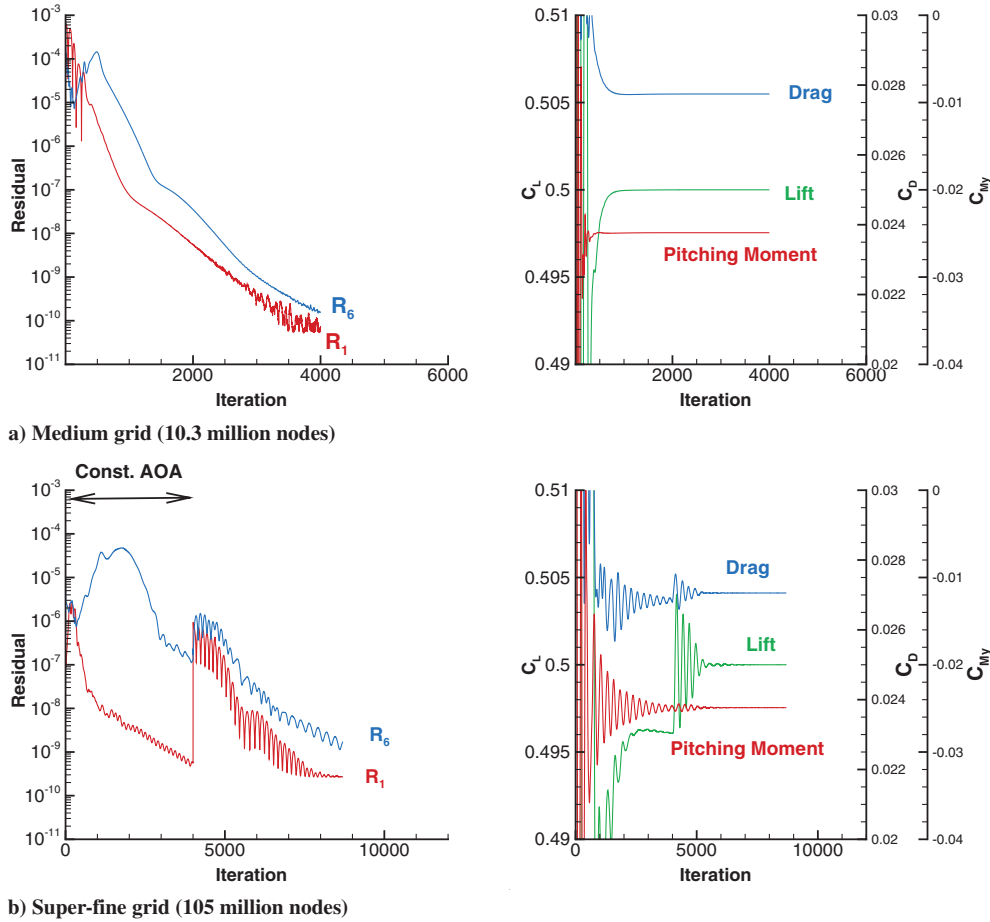 10-3
10-4
10-5
10-6
10-7
10-8
10-9
10-10
10-11
Residual
2000
4000
6000
Iteration
R6
R1
0.51
0.505
0.5
0.495
0.49
CL
0
2000
4000
6000
Iteration
Drag
Lift
Pitching Moment
0.03
0.028
0.026
0.024
0.022
0.02
CD
0
-0.01
-0.02
-0.03
-0.04
CMy
a) Medium grid (10.3 million nodes)
Const. AOA
10-3
10-4
10-5
10-6
10-7
10-8
10-9
10-10
10-11
Residual
0
5000
10000
Iteration
R6
R1
0.51
0.505
0.5
0.495
0.49
CL
0
5000
10000
Iteration
Drag
Lift
Pitching Moment
0.03
0.028
0.026
0.024
0.022
0.02
CD
0
-0.01
-0.02
-0.03
-0.04
CMy
b) Super-fine grid (105 million nodes)